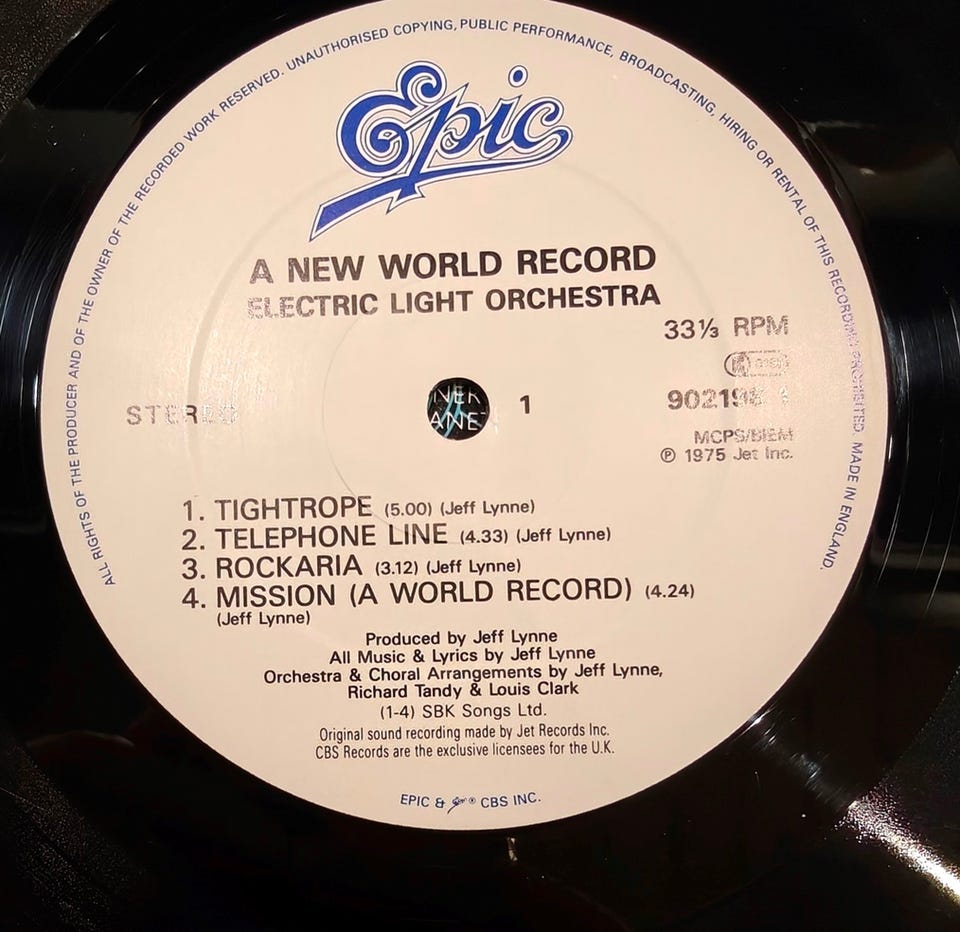 ALL RIGHTS OF THE PRODUCER AND OF THE OWNER OF THE RECORDED WORK RESERVED. UNAUTHORISED COPYING, PUBLIC PERFORMANCE, BROADCASTING, HIRING OR RENTAL OF THIS RECORDING PROHIBITED. MADE IN ENGLAND.
Epic
A NEW WORLD RECORD
ELECTRIC LIGHT ORCHESTRA
33⅓ RPM
STEREO
1
MCPS/BIEM
℗ 1975 Jet Inc.
1. TIGHTROPE (5.00) (Jeff Lynne)
2. TELEPHONE LINE (4.33) (Jeff Lynne)
3. ROCKARIA (3.12) (Jeff Lynne)
4. MISSION (A WORLD RECORD) (4.24)
(Jeff Lynne)
Produced by Jeff Lynne
All Music & Lyrics by Jeff Lynne
Orchestra & Choral Arrangements by Jeff Lynne,
Richard Tandy & Louis Clark
(1-4) SBK Songs Ltd.
Original sound recording made by Jet Records Inc.
CBS Records are the exclusive licensees for the U.K.
EPIC & ® CBS INC.